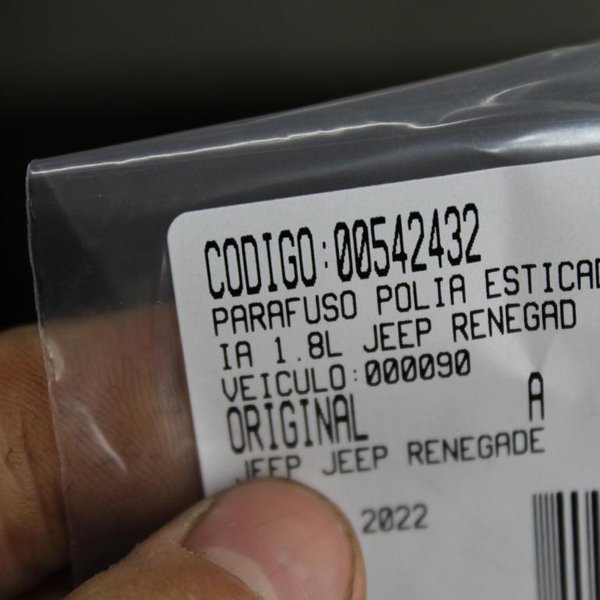 CODIGO:00542432
PARAFUSO POLIA ESTICAD
IA 1.8L JEEP RENEGAD
VEICULO:000090
ORIGINAL A
JEEP JEEP RENEGADE
2022